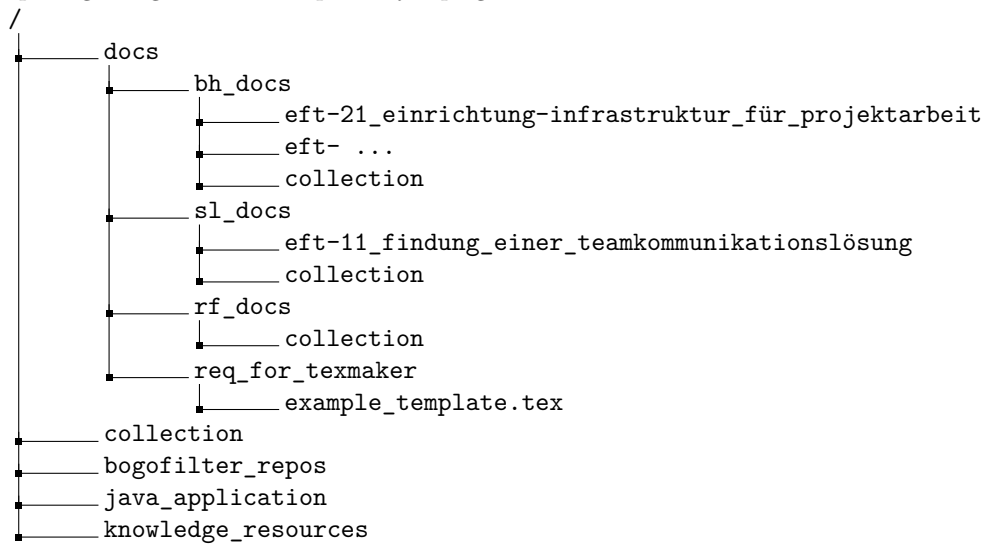 /
docs
bh_docs
eft-21_einrichtung-infrastruktur_für_projektarbeit
eft- ...
collection
sl_docs
eft-11_findung_einer_teamkommunikationslösung
collection
rf_docs
collection
req_for_texmaker
example_template.tex
collection
bogofilter_repos
java_application
knowledge_resources